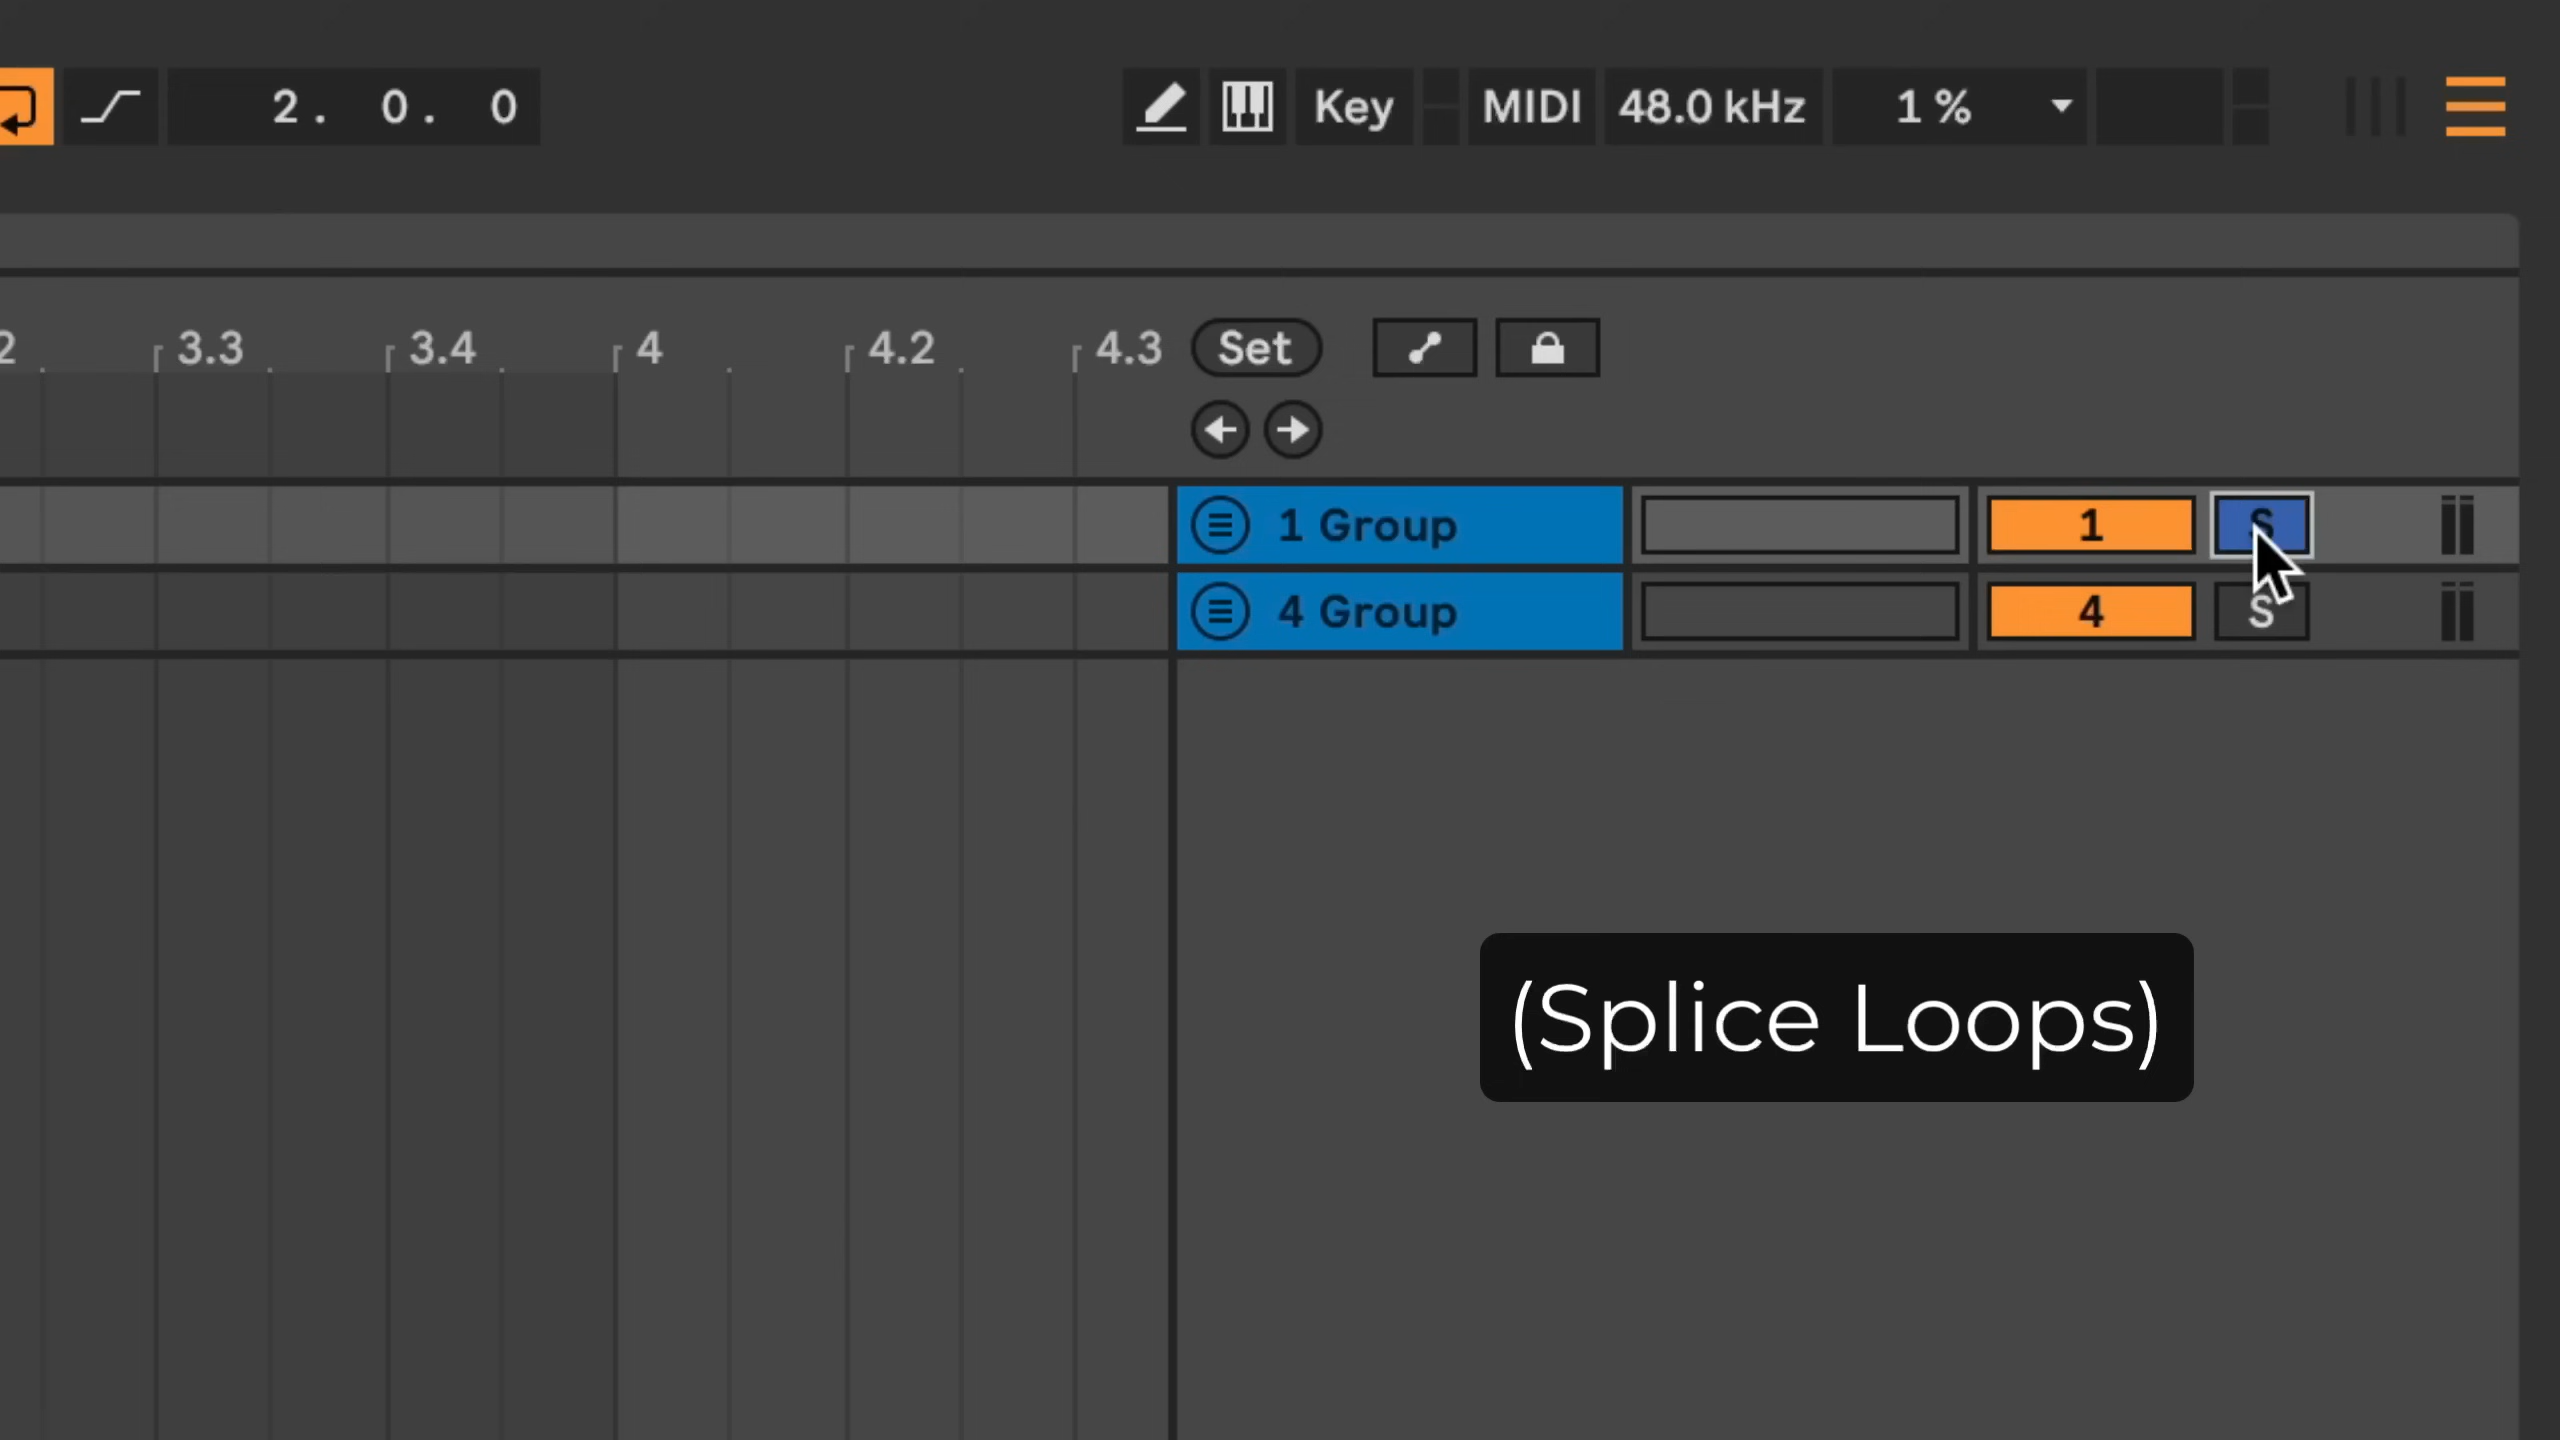 2. 0. 0 Key MIDI 48.0 kHz 1 %
2 3.3 3.4 4 4.2 4.3 Set
1 Group 1 S
4 Group 4 S
(Splice Loops)